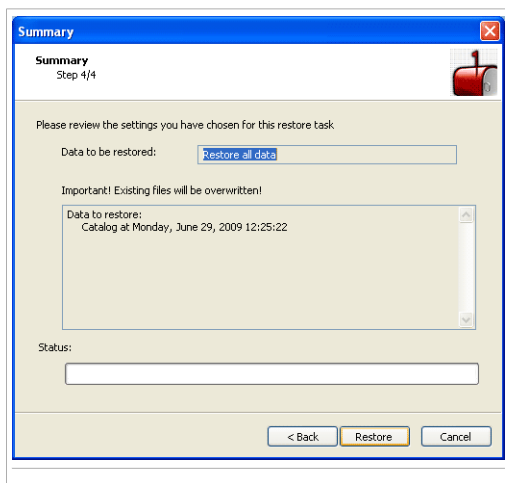 Summary
Summary
Step 4/4
Please review the settings you have chosen for this restore task
Data to be restored: Restore all data
Important! Existing files will be overwritten!
Data to restore:
Catalog at Monday, June 29, 2009 12:25:22
Status:
< Back Restore Cancel